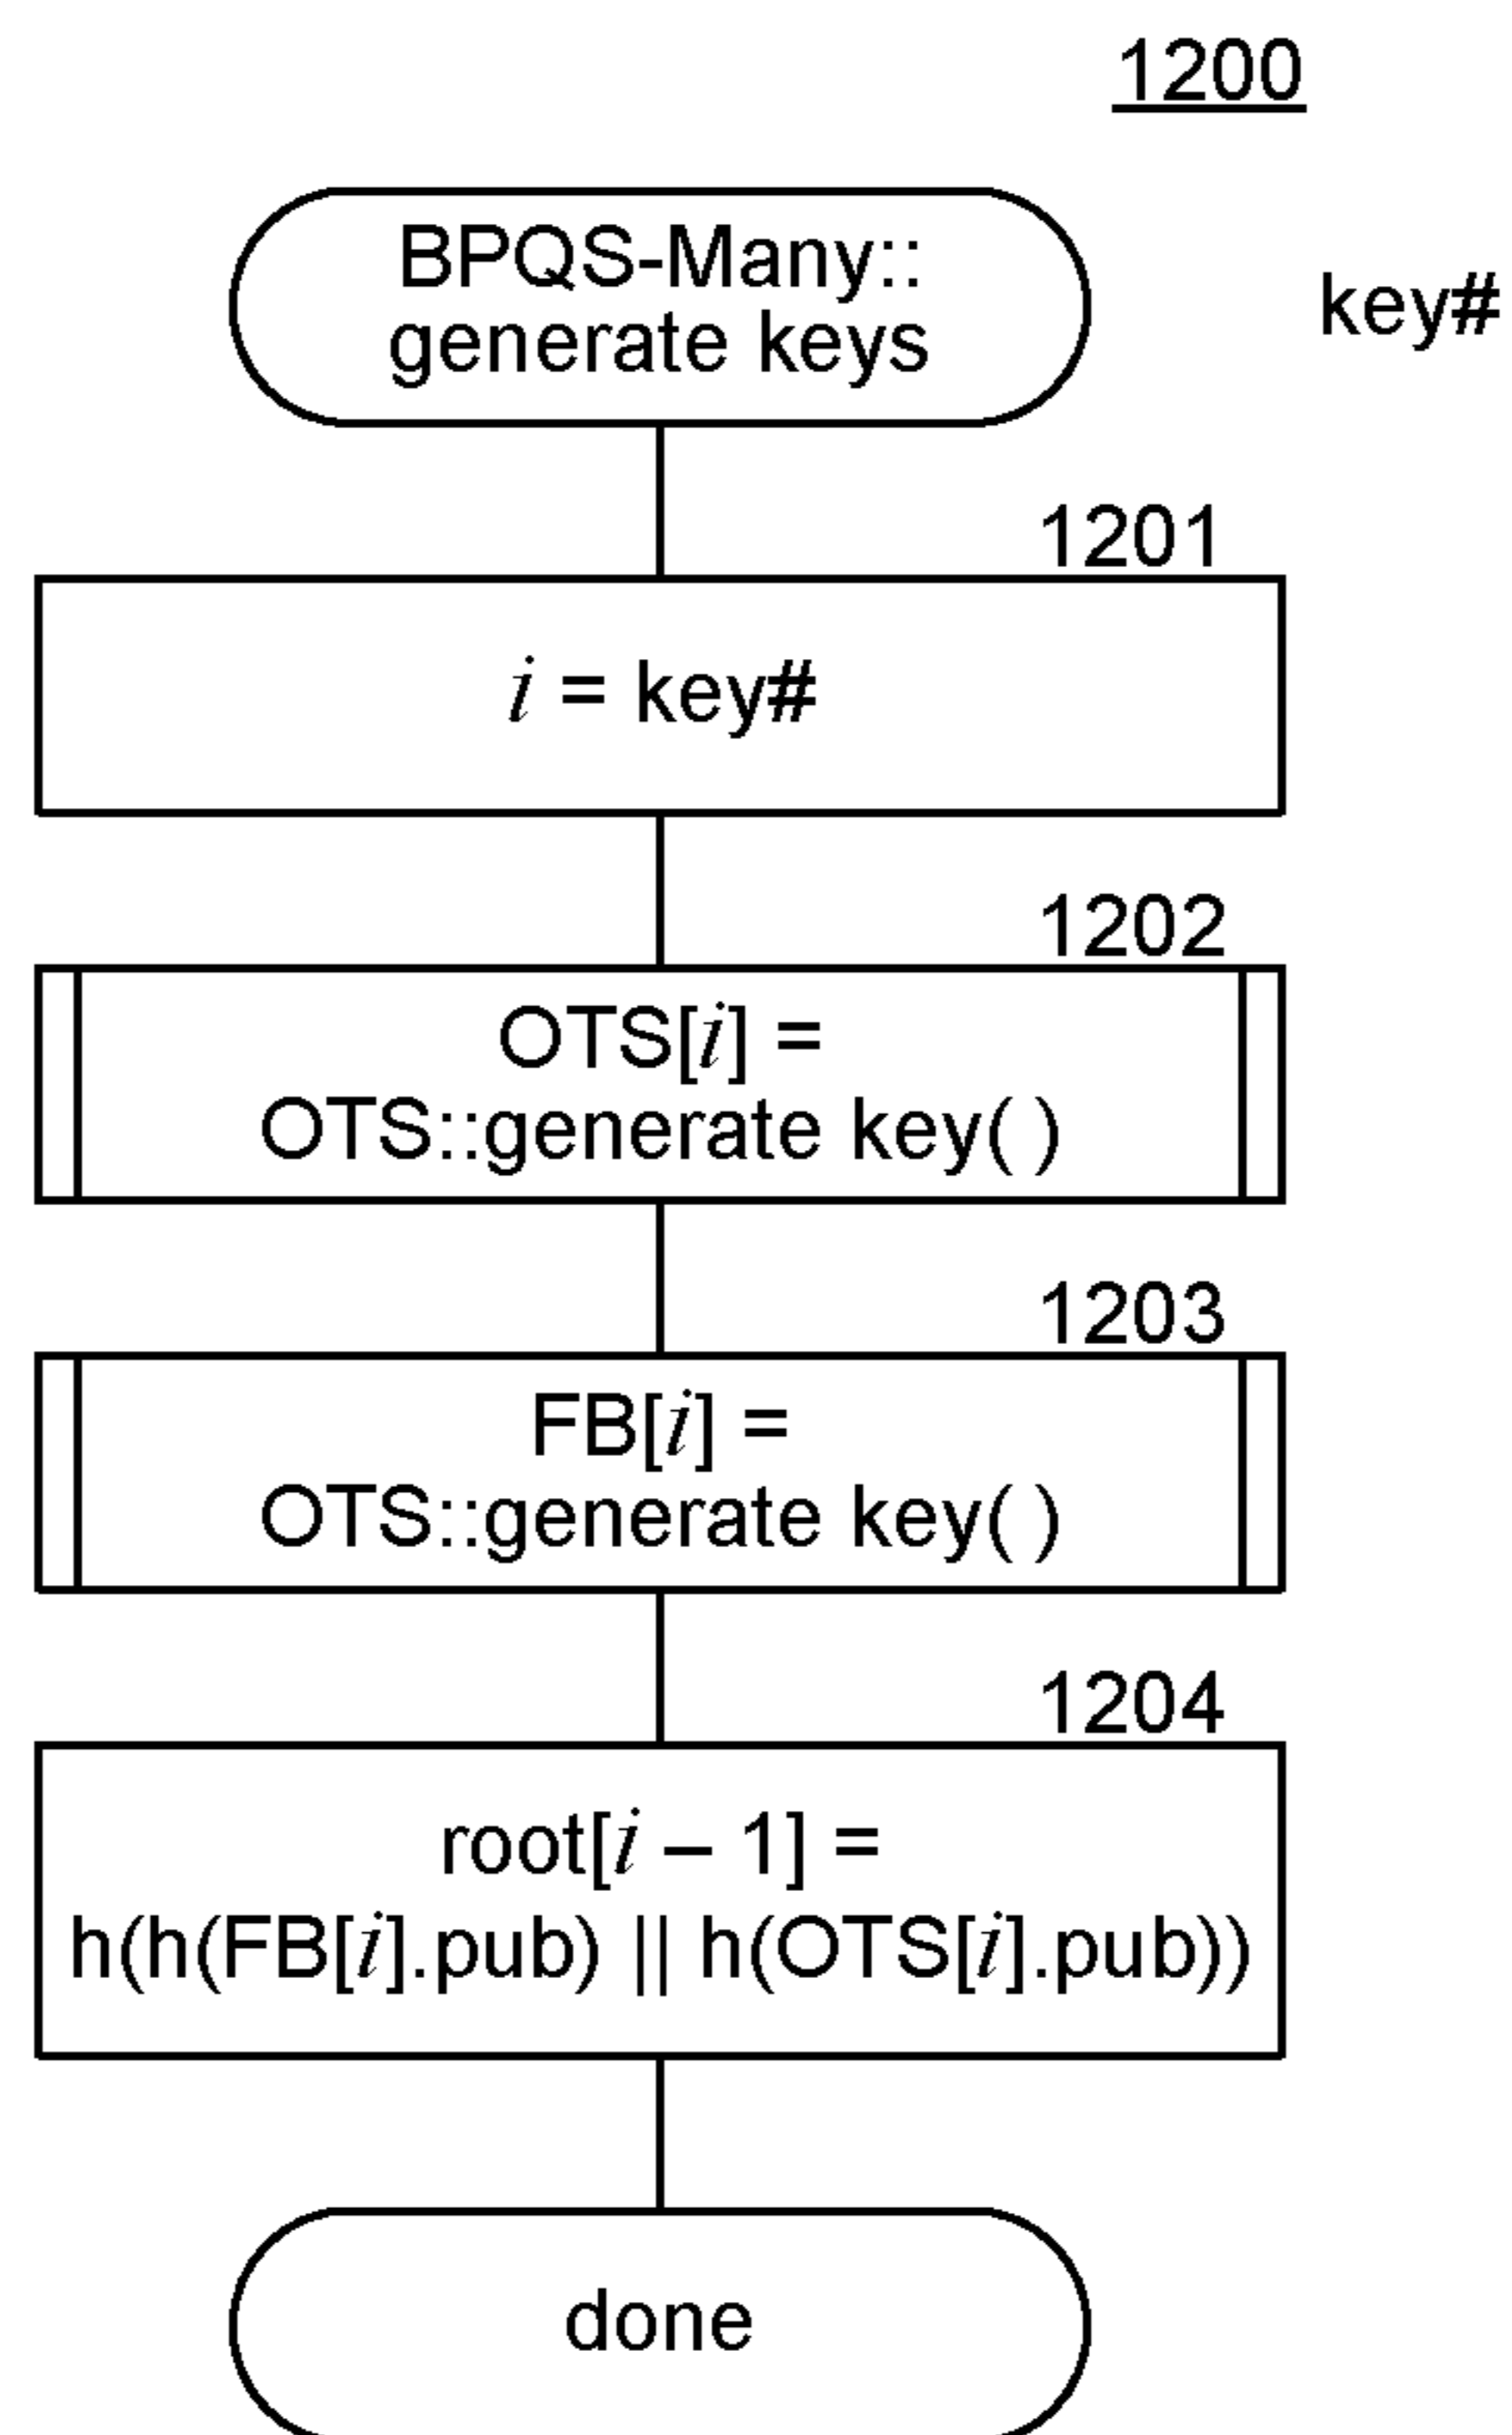 1200
BPQS-Many::
generate keys
key#
1201
i = key#
1202
OTS[i] =
OTS::generate key( )
1203
FB[i] =
OTS::generate key( )
1204
root[i – 1] =
h(h(FB[i].pub) || h(OTS[i].pub))
done